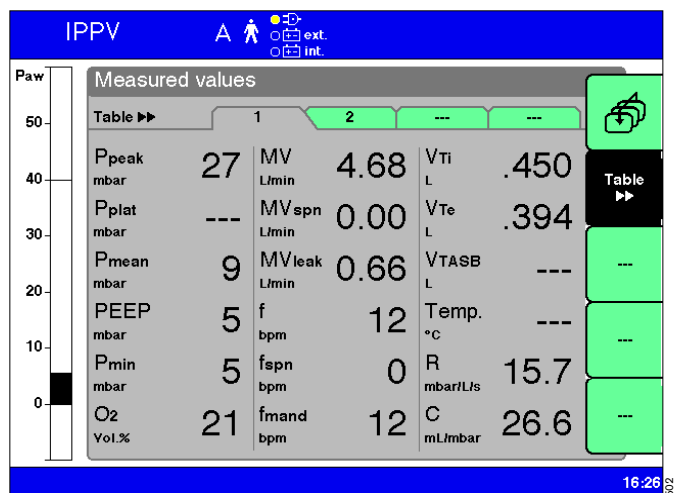 IPPV A
ext.
int.
Paw
50
40
30
20
10
0
Measured values
Table ▶▶ 1 2 --- ---
Ppeak mbar 27 MV L/min 4.68 VTi L .450
Pplat mbar --- MVspn L/min 0.00 VTe L .394
Pmean mbar 9 MVleak L/min 0.66 VTASB L ---
PEEP mbar 5 f bpm 12 Temp. °C ---
Pmin mbar 5 fspn bpm 0 R mbar/L/s 15.7
O2 Vol.% 21 fmand bpm 12 C mL/mbar 26.6
Table
▶▶
---
---
---
16:26